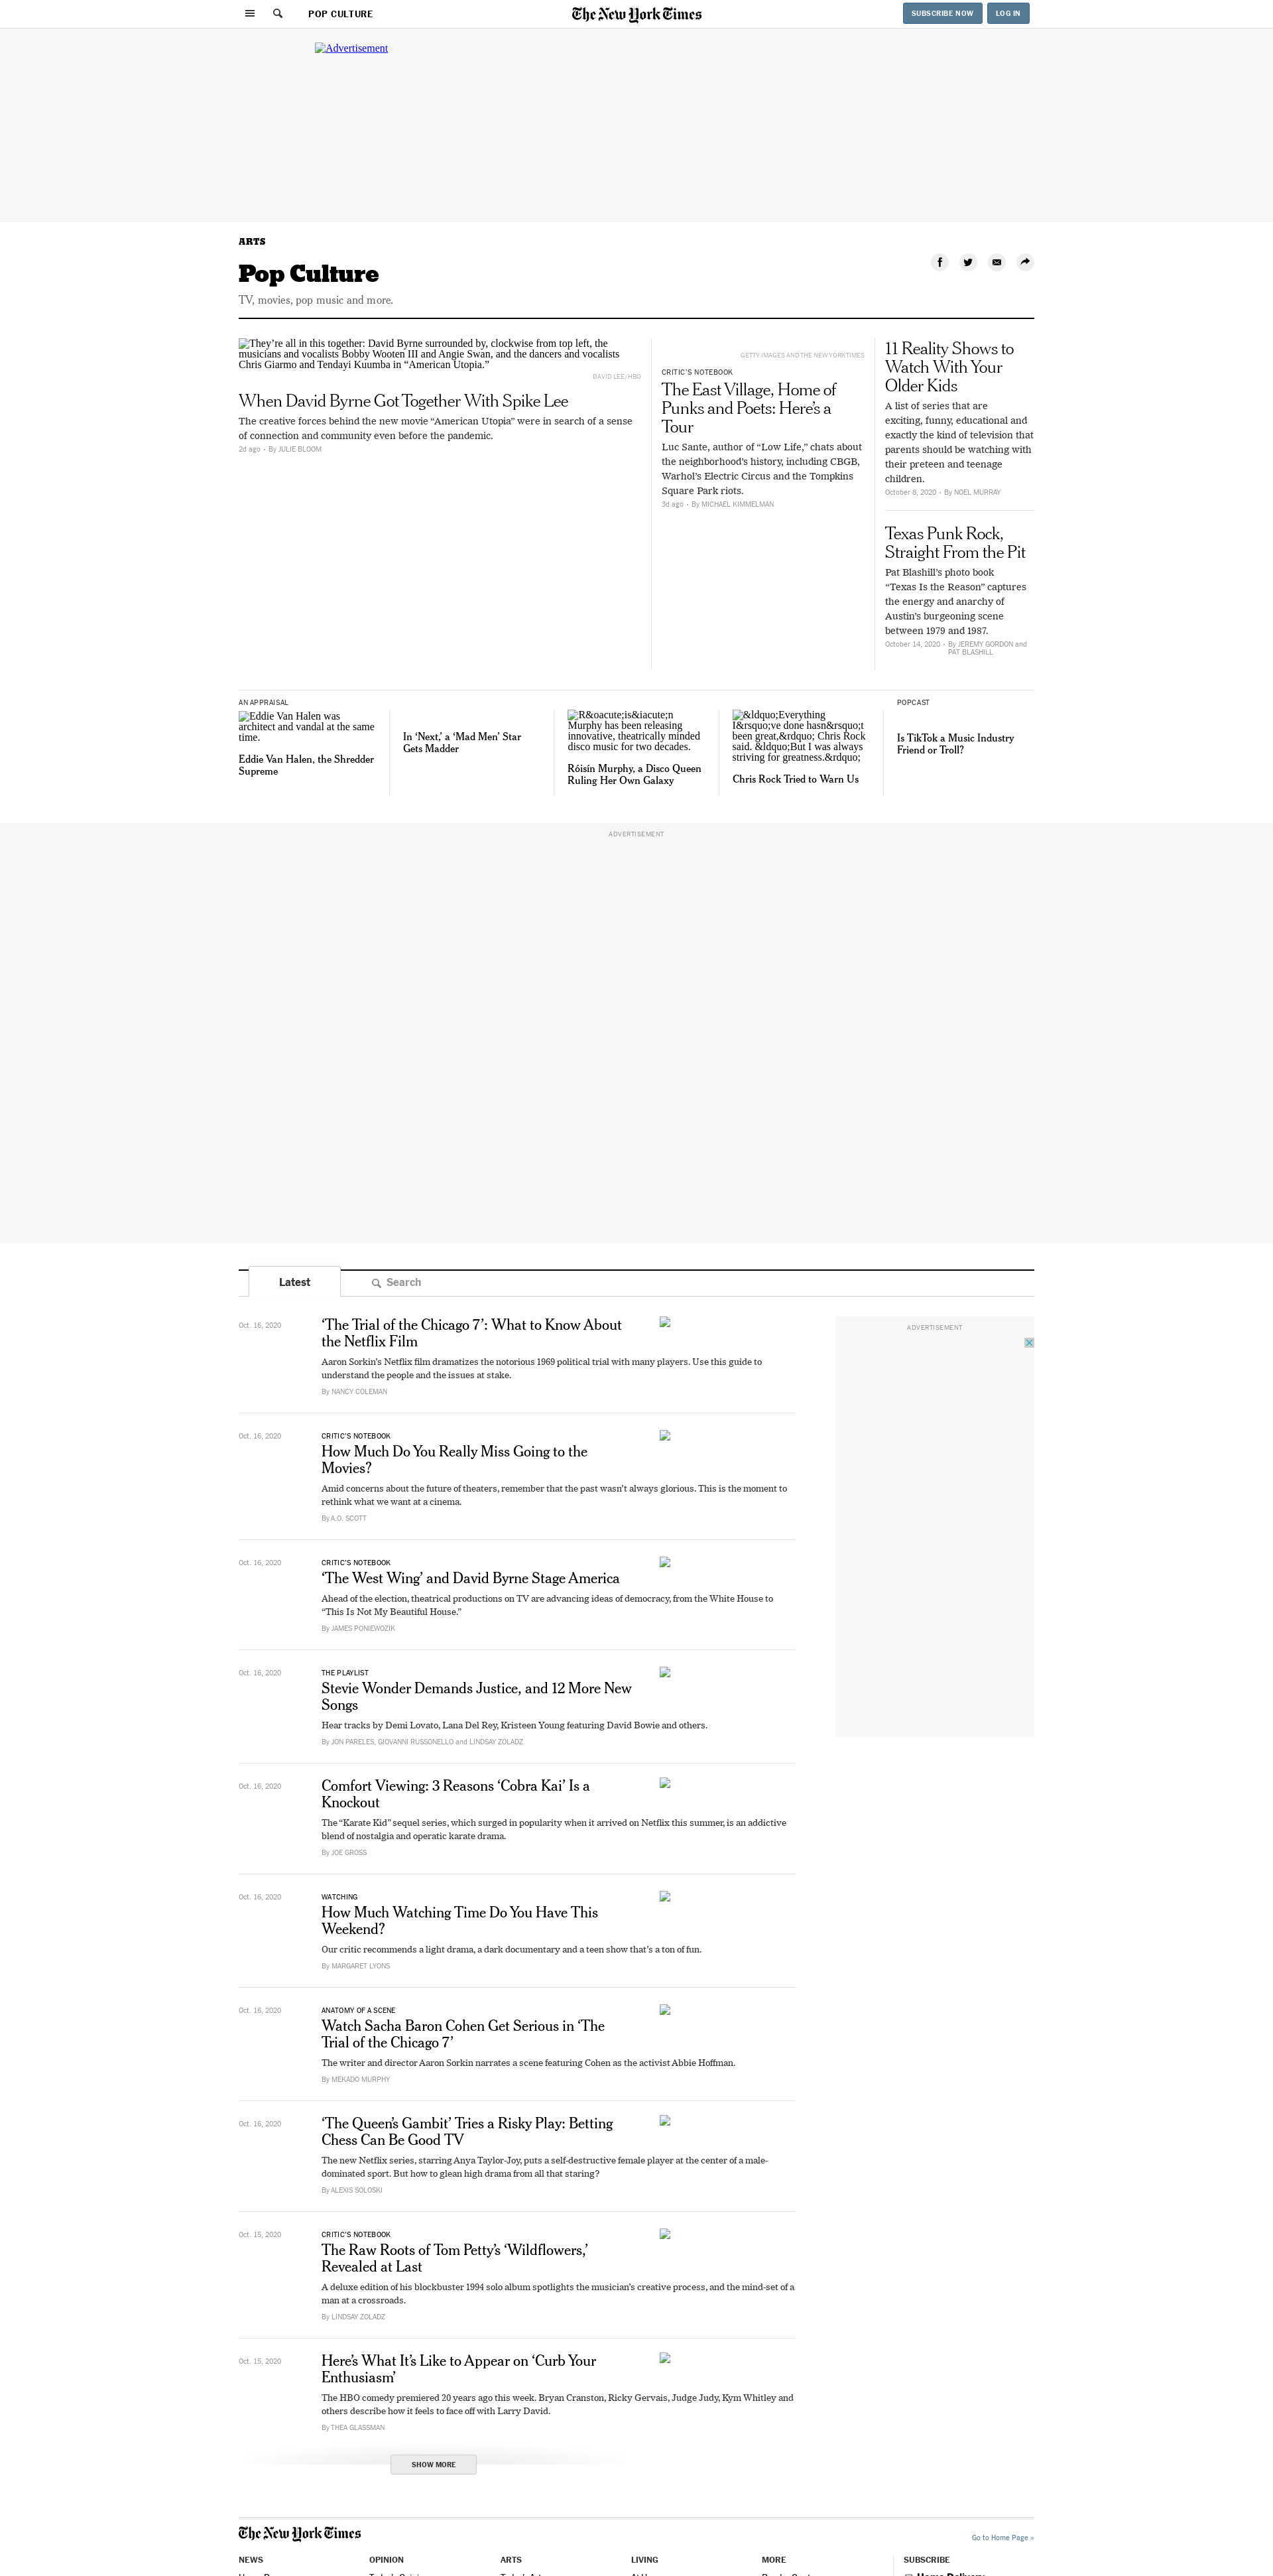 POP CULTURE
The New York Times
SUBSCRIBE NOW
LOG IN
Advertisement
ARTS
Pop Culture
TV, movies, pop music and more.
They’re all in this together: David Byrne surrounded by, clockwise from top left, the
musicians and vocalists Bobby Wooten III and Angie Swan, and the dancers and vocalists
Chris Giarmo and Tendayi Kuumba in “American Utopia.”
DAVID LEE/HBO
When David Byrne Got Together With Spike Lee
The creative forces behind the new movie “American Utopia” were in search of a sense
of connection and community even before the pandemic.
2d ago - By JULIE BLOOM
GETTY IMAGES AND THE NEW YORK TIMES
CRITIC’S NOTEBOOK
The East Village, Home of
Punks and Poets: Here’s a
Tour
Luc Sante, author of “Low Life,” chats about
the neighborhood’s history, including CBGB,
Warhol’s Electric Circus and the Tompkins
Square Park riots.
3d ago - By MICHAEL KIMMELMAN
11 Reality Shows to
Watch With Your
Older Kids
A list of series that are
exciting, funny, educational and
exactly the kind of television that
parents should be watching with
their preteen and teenage
children.
October 8, 2020 - By NOEL MURRAY
Texas Punk Rock,
Straight From the Pit
Pat Blashill’s photo book
“Texas Is the Reason” captures
the energy and anarchy of
Austin’s burgeoning scene
between 1979 and 1987.
October 14, 2020 - By JEREMY GORDON and
PAT BLASHILL
AN APPRAISAL
Eddie Van Halen was
architect and vandal at the same
time.
Eddie Van Halen, the Shredder
Supreme
In ‘Next,’ a ‘Mad Men’ Star
Gets Madder
R&oacute;is&iacute;n
Murphy has been releasing
innovative, theatrically minded
disco music for two decades.
Róisín Murphy, a Disco Queen
Ruling Her Own Galaxy
&ldquo;Everything
I&rsquo;ve done hasn&rsquo;t
been great,&rdquo; Chris Rock
said. &ldquo;But I was always
striving for greatness.&rdquo;
Chris Rock Tried to Warn Us
POPCAST
Is TikTok a Music Industry
Friend or Troll?
ADVERTISEMENT
Latest
Search
Oct. 16, 2020
‘The Trial of the Chicago 7’: What to Know About
the Netflix Film
Aaron Sorkin’s Netflix film dramatizes the notorious 1969 political trial with many players. Use this guide to
understand the people and the issues at stake.
By NANCY COLEMAN
ADVERTISEMENT
Oct. 16, 2020
CRITIC’S NOTEBOOK
How Much Do You Really Miss Going to the
Movies?
Amid concerns about the future of theaters, remember that the past wasn’t always glorious. This is the moment to
rethink what we want at a cinema.
By A.O. SCOTT
Oct. 16, 2020
CRITIC’S NOTEBOOK
‘The West Wing’ and David Byrne Stage America
Ahead of the election, theatrical productions on TV are advancing ideas of democracy, from the White House to
“This Is Not My Beautiful House.”
By JAMES PONIEWOZIK
Oct. 16, 2020
THE PLAYLIST
Stevie Wonder Demands Justice, and 12 More New
Songs
Hear tracks by Demi Lovato, Lana Del Rey, Kristeen Young featuring David Bowie and others.
By JON PARELES, GIOVANNI RUSSONELLO and LINDSAY ZOLADZ
Oct. 16, 2020
Comfort Viewing: 3 Reasons ‘Cobra Kai’ Is a
Knockout
The “Karate Kid” sequel series, which surged in popularity when it arrived on Netflix this summer, is an addictive
blend of nostalgia and operatic karate drama.
By JOE GROSS
Oct. 16, 2020
WATCHING
How Much Watching Time Do You Have This
Weekend?
Our critic recommends a light drama, a dark documentary and a teen show that’s a ton of fun.
By MARGARET LYONS
Oct. 16, 2020
ANATOMY OF A SCENE
Watch Sacha Baron Cohen Get Serious in ‘The
Trial of the Chicago 7’
The writer and director Aaron Sorkin narrates a scene featuring Cohen as the activist Abbie Hoffman.
By MEKADO MURPHY
Oct. 16, 2020
‘The Queen’s Gambit’ Tries a Risky Play: Betting
Chess Can Be Good TV
The new Netflix series, starring Anya Taylor-Joy, puts a self-destructive female player at the center of a male-
dominated sport. But how to glean high drama from all that staring?
By ALEXIS SOLOSKI
Oct. 15, 2020
CRITIC’S NOTEBOOK
The Raw Roots of Tom Petty’s ‘Wildflowers,’
Revealed at Last
A deluxe edition of his blockbuster 1994 solo album spotlights the musician’s creative process, and the mind-set of a
man at a crossroads.
By LINDSAY ZOLADZ
Oct. 15, 2020
Here’s What It’s Like to Appear on ‘Curb Your
Enthusiasm’
The HBO comedy premiered 20 years ago this week. Bryan Cranston, Ricky Gervais, Judge Judy, Kym Whitley and
others describe how it feels to face off with Larry David.
By THEA GLASSMAN
SHOW MORE
The New York Times
Go to Home Page »
NEWS
OPINION
ARTS
LIVING
MORE
SUBSCRIBE